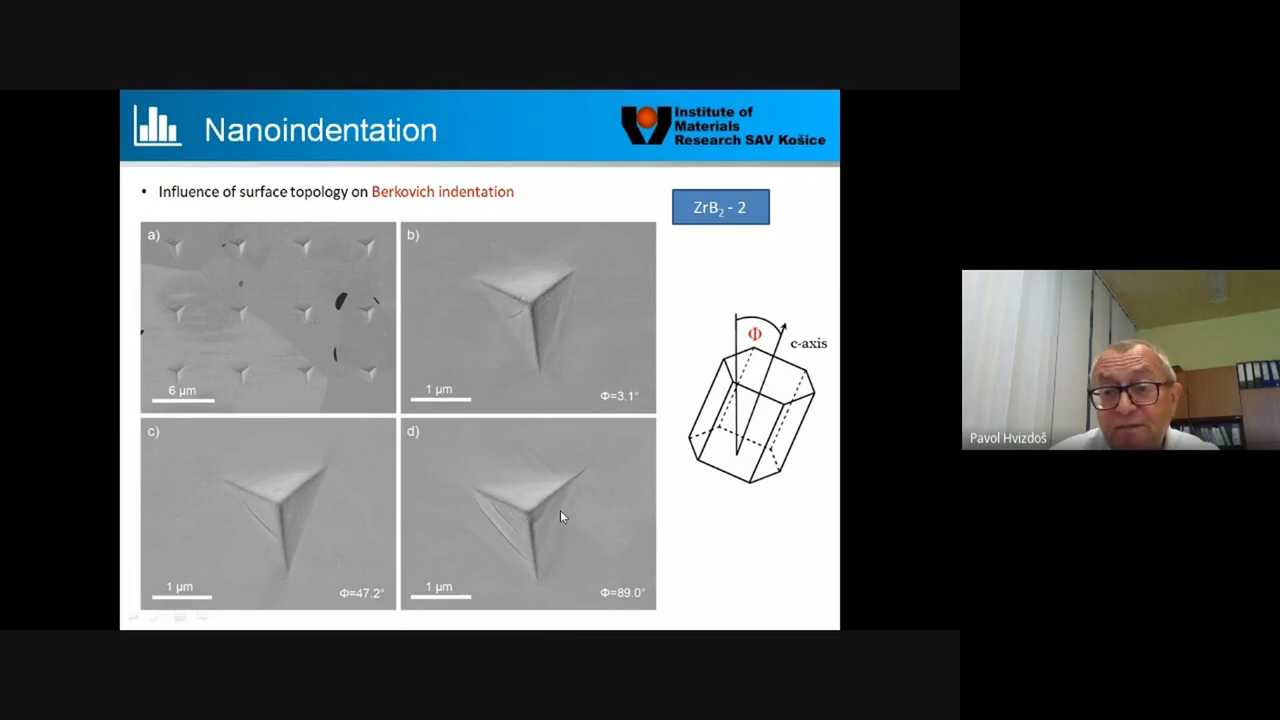 Nanoindentation
Institute of
Materials
Research SAV Košice
• Influence of surface topology on Berkovich indentation
ZrB₂ - 2
a)
6 µm
b)
1 µm
Φ=3.1°
c)
1 µm
Φ=47.2°
d)
1 µm
Φ=89.0°
Φ
c-axis
Pavol Hvizdoš